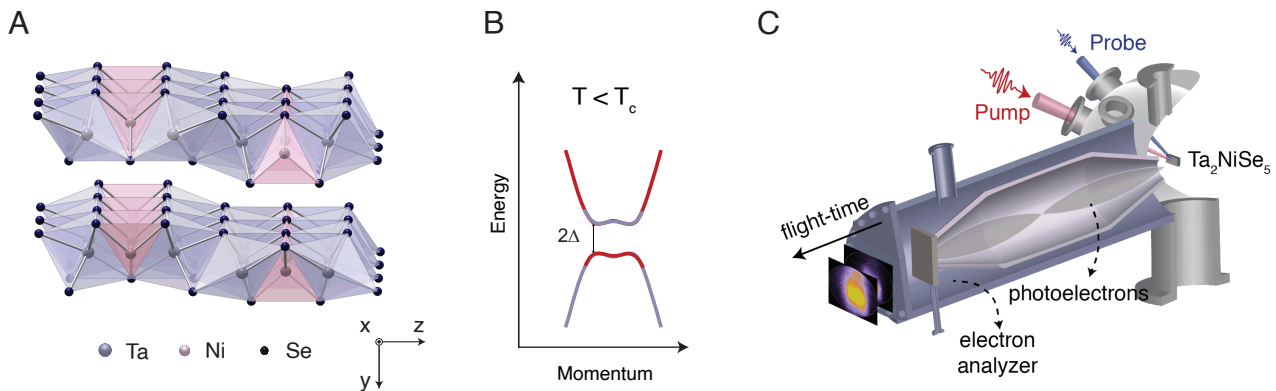 A
Ta
Ni
Se
x
z
y
B
T < Tc
Energy
2Δ
Momentum
C
Probe
Pump
Ta2NiSe5
flight-time
photoelectrons
electron
analyzer